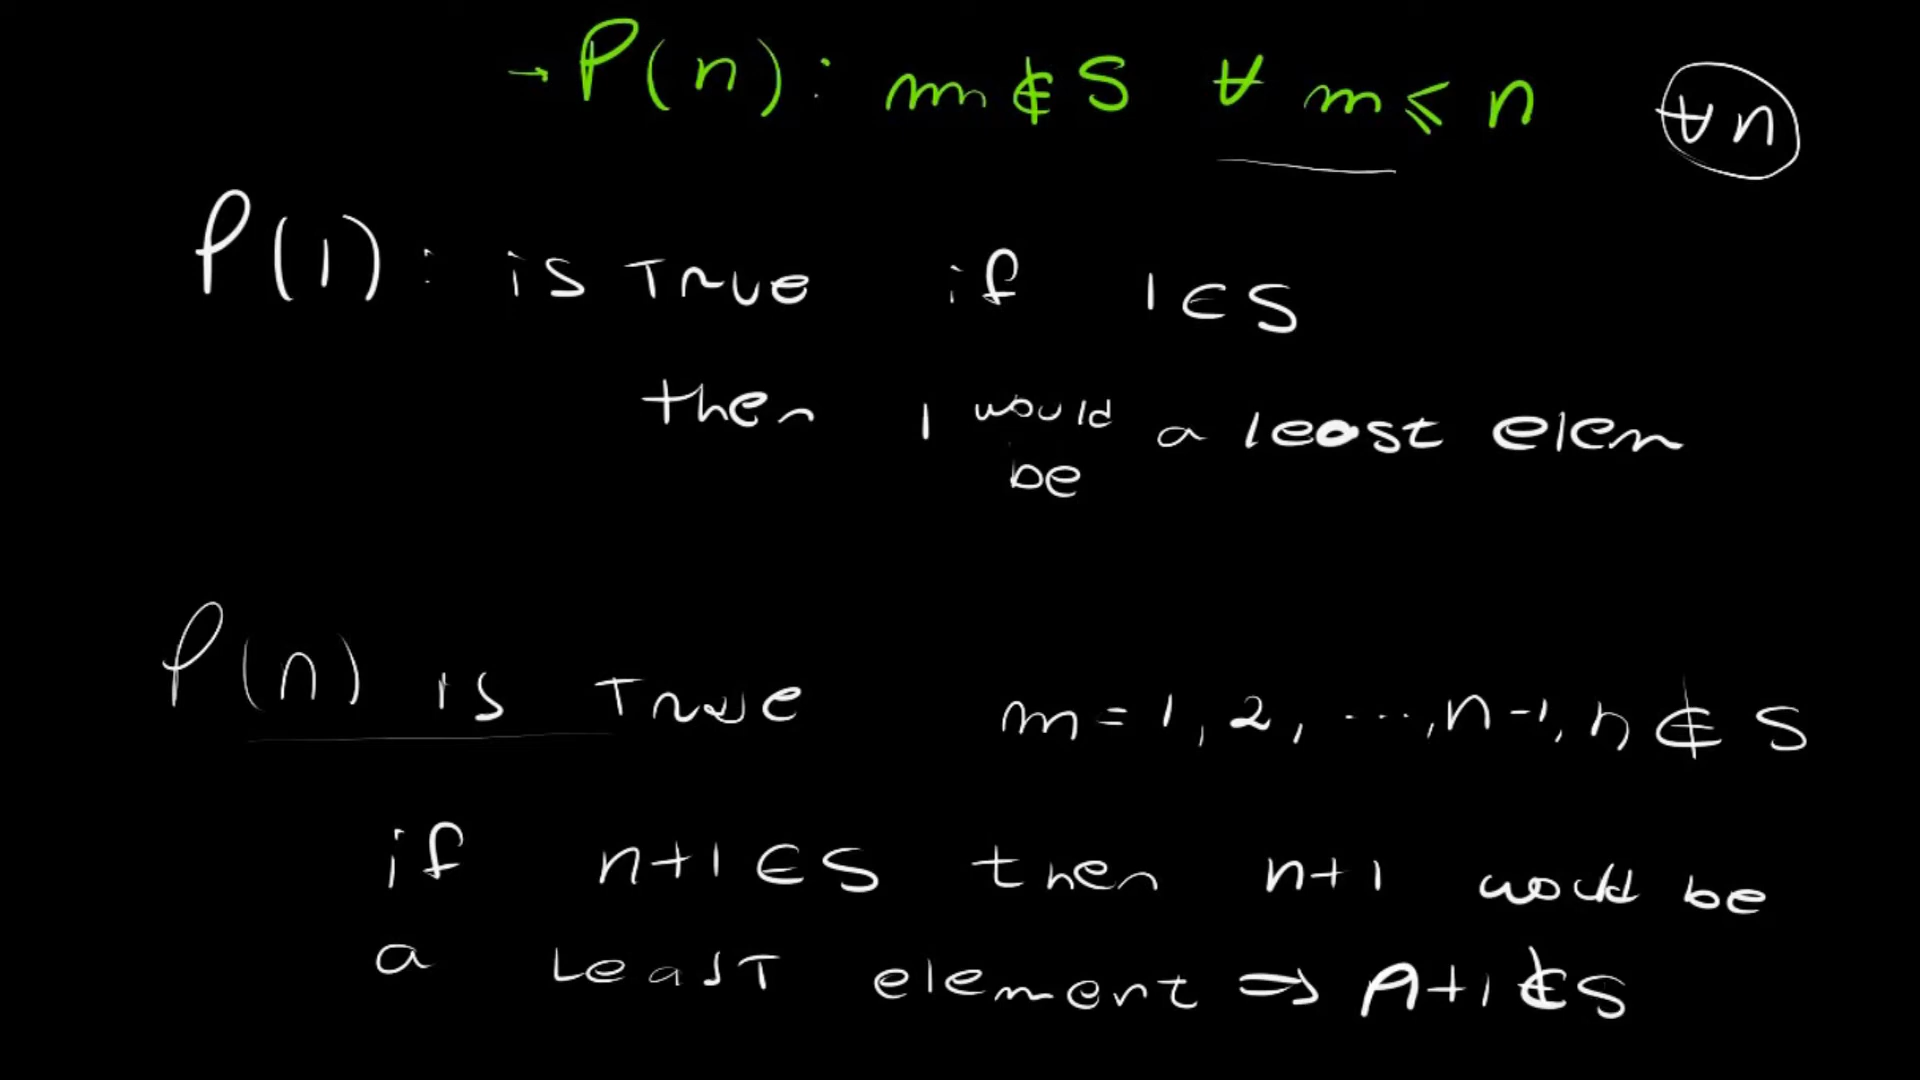 → P(n): m ∉ S ∀ m ≤ n ∀n
P(1): is True if 1 ∈ S
then 1 would be a least elem
P(n) is True m = 1, 2, ..., n-1, n ∉ S
if n+1 ∈ S then n+1 would be
a Least element ⇒ n+1 ∉ S